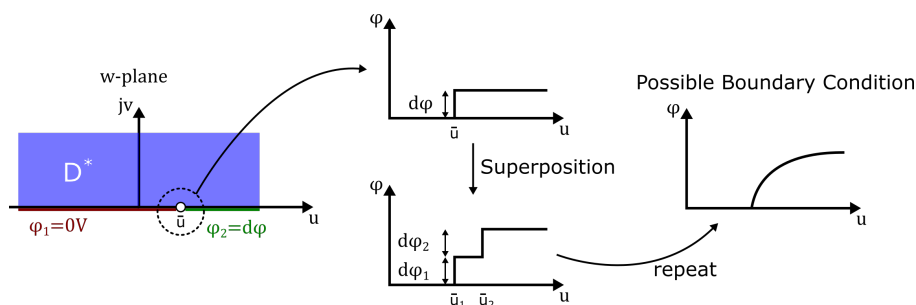 w-plane
jv
D*
u
ū
φ₁=0V
φ₂=dφ
φ
dφ
ū
u
Superposition
φ
dφ₂
dφ₁
ū₁ ū₂
u
repeat
Possible Boundary Condition
φ
u